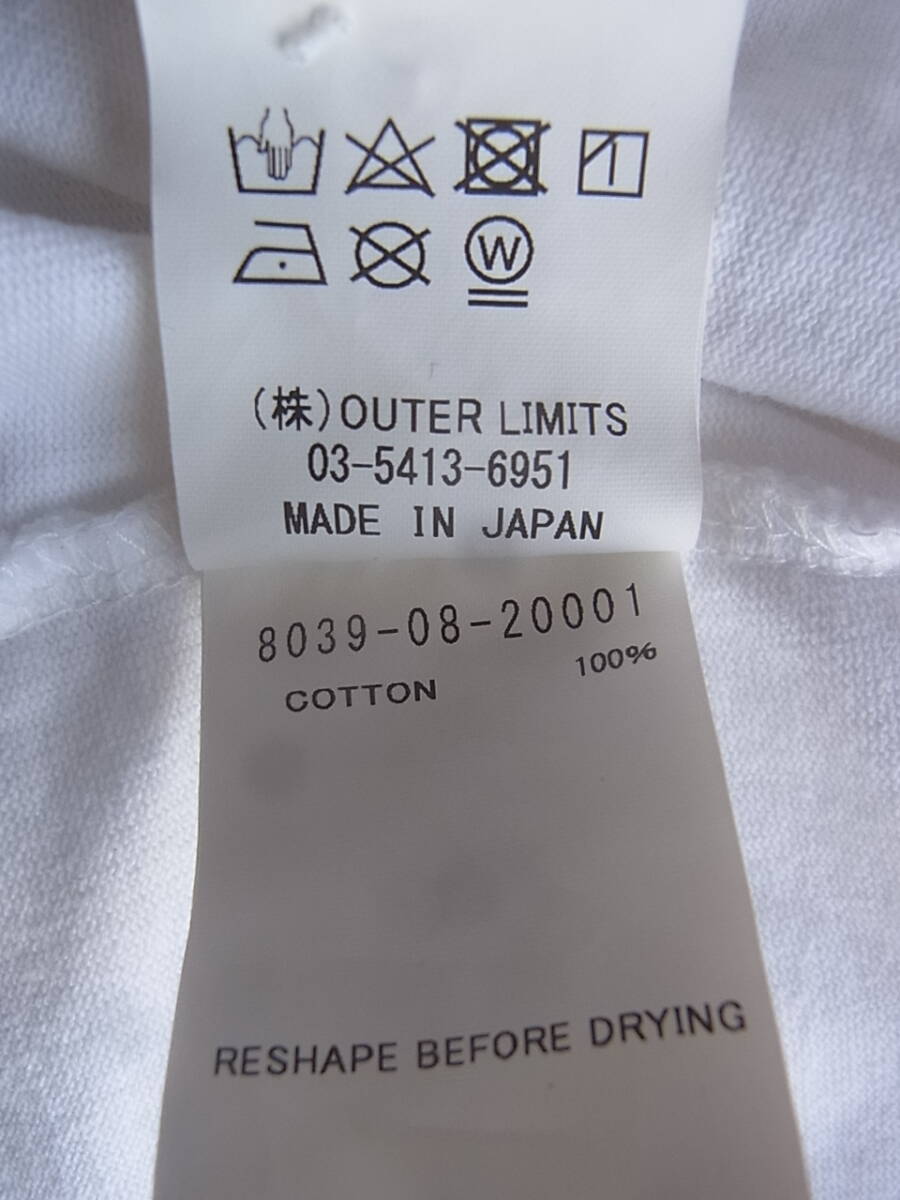 W
(株)OUTER LIMITS
03-5413-6951
MADE IN JAPAN
8039-08-20001
COTTON 100%
RESHAPE BEFORE DRYING